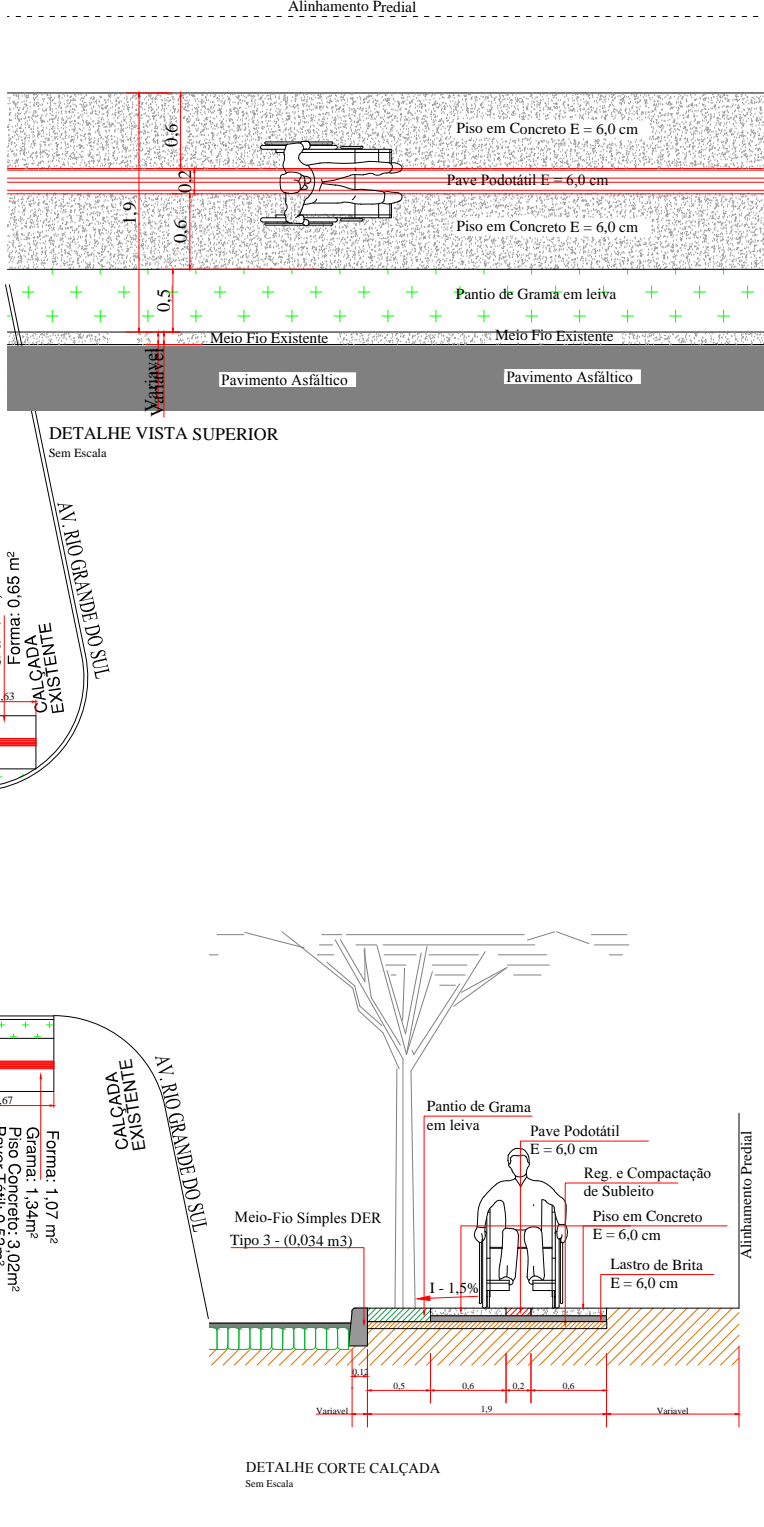 Alinhamento Predial
0,6
Piso em Concreto E = 6,0 cm
0,2
Pave Podotátil E = 6,0 cm
1,9
0,6
Piso em Concreto E = 6,0 cm
0,5
Pantio de Grama em leiva
Meio Fio Existente
Meio Fio Existente
Variavel
Variavel
Pavimento Asfáltico
Pavimento Asfáltico
DETALHE VISTA SUPERIOR
Sem Escala
AV. RIO GRANDE DO SUL
Forma: 0,65 m²
CALÇADA
EXISTENTE
,63
CALÇADA
EXISTENTE
AV. RIO GRANDE DO SUL
,67
Forma: 1,07 m²
Grama: 1,34m²
Piso Concreto: 3,02m²
Pantio de Grama
em leiva
Pave Podotátil
E = 6,0 cm
Reg. e Compactação
de Subleito
Meio-Fio Simples DER
Tipo 3 - (0,034 m3)
Piso em Concreto
E = 6,0 cm
Lastro de Brita
E = 6,0 cm
Alinhamento Predial
I - 1,5%
0,12
0,5
0,6
0,2
0,6
Variavel
1,9
Variavel
DETALHE CORTE CALÇADA
Sem Escala